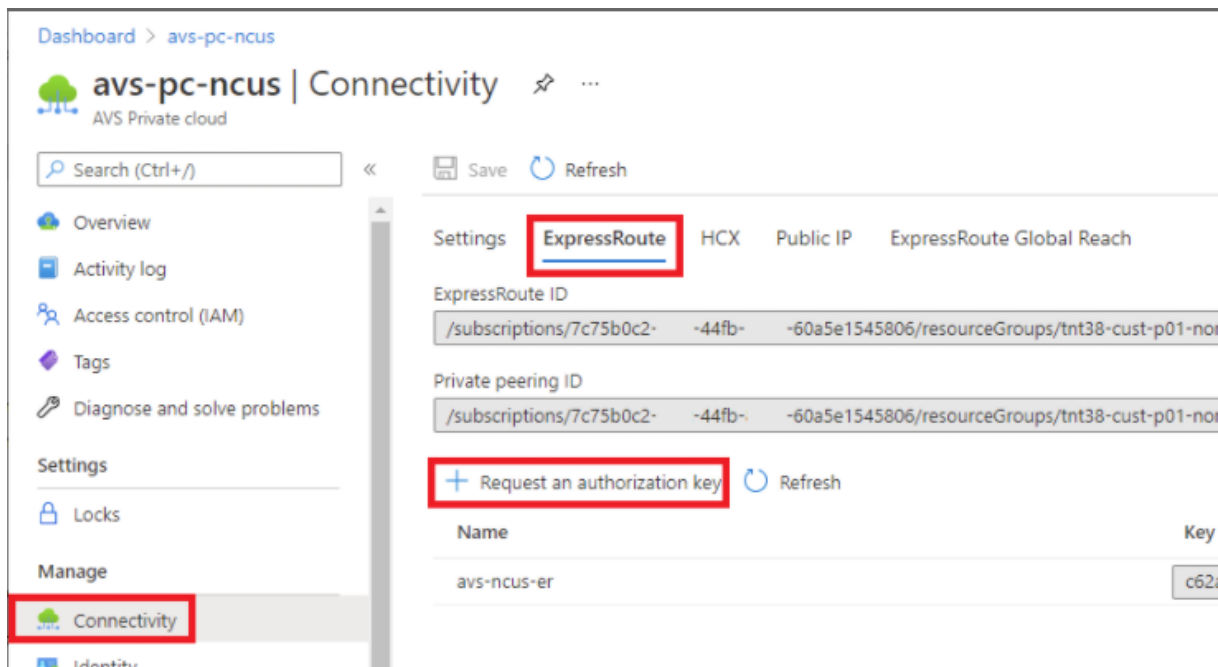 Dashboard > avs-pc-ncus
avs-pc-ncus | Connectivity
AVS Private cloud
Search (Ctrl+/)
Overview
Activity log
Access control (IAM)
Tags
Diagnose and solve problems
Settings
Locks
Manage
Connectivity
Identity
Save Refresh
Settings ExpressRoute HCX Public IP ExpressRoute Global Reach
ExpressRoute ID
/subscriptions/7c75b0c2- -44fb- -60a5e1545806/resourceGroups/tnt38-cust-p01-nor
Private peering ID
/subscriptions/7c75b0c2- -44fb- -60a5e1545806/resourceGroups/tnt38-cust-p01-nor
+ Request an authorization key Refresh
Name Key
avs-ncus-er c62a